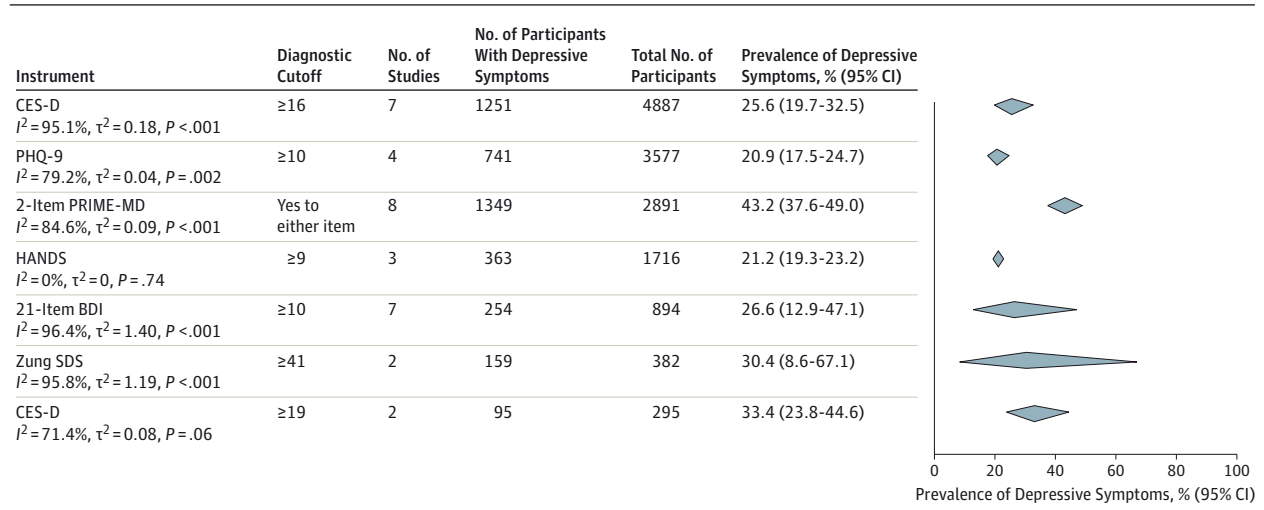 Instrument Diagnostic Cutoff No. of Studies No. of Participants With Depressive Symptoms Total No. of Participants Prevalence of Depressive Symptoms, % (95% CI)
CES-D ≥16 7 1251 4887 25.6 (19.7-32.5)
I²=95.1%, τ²=0.18, P<.001
PHQ-9 ≥10 4 741 3577 20.9 (17.5-24.7)
I²=79.2%, τ²=0.04, P=.002
2-Item PRIME-MD Yes to either item 8 1349 2891 43.2 (37.6-49.0)
I²=84.6%, τ²=0.09, P<.001
HANDS ≥9 3 363 1716 21.2 (19.3-23.2)
I²=0%, τ²=0, P=.74
21-Item BDI ≥10 7 254 894 26.6 (12.9-47.1)
I²=96.4%, τ²=1.40, P<.001
Zung SDS ≥41 2 159 382 30.4 (8.6-67.1)
I²=95.8%, τ²=1.19, P<.001
CES-D ≥19 2 95 295 33.4 (23.8-44.6)
I²=71.4%, τ²=0.08, P=.06
0 20 40 60 80 100
Prevalence of Depressive Symptoms, % (95% CI)